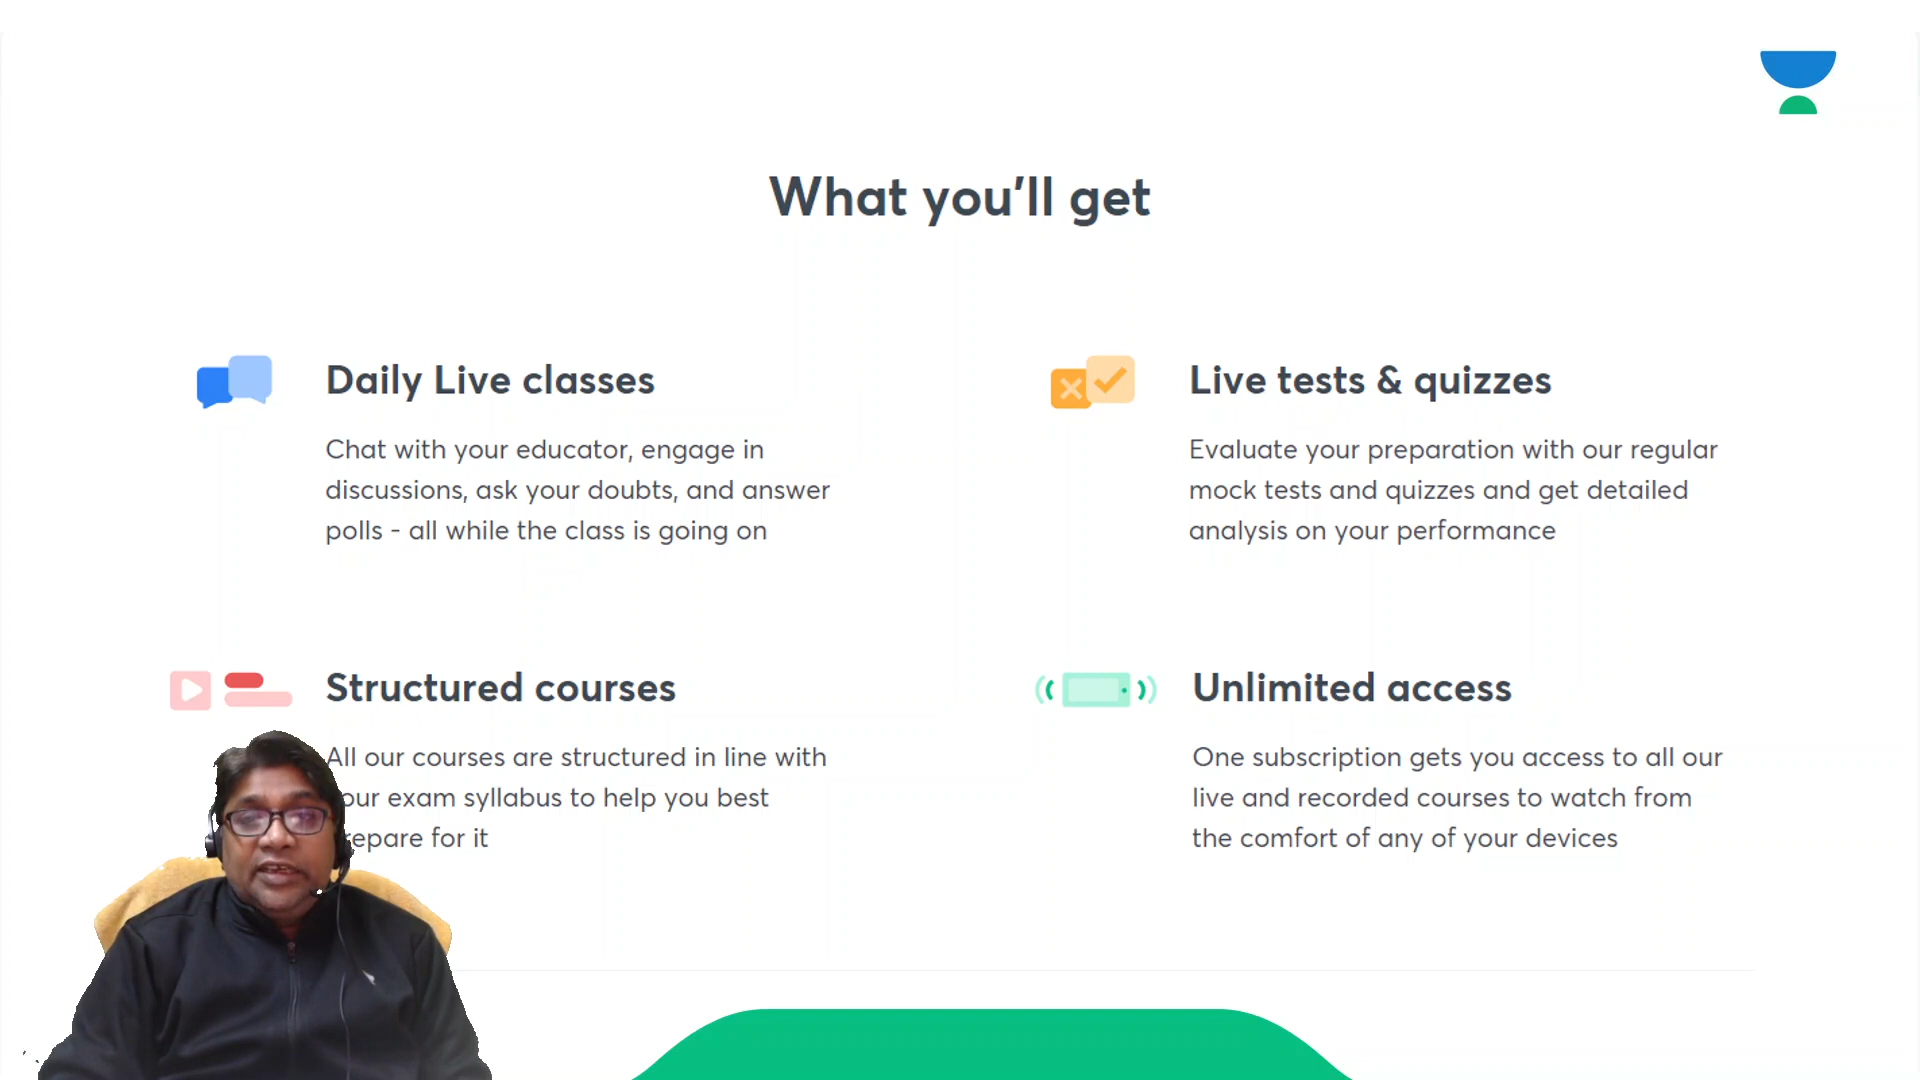 What you'll get
Daily Live classes
Chat with your educator, engage in
discussions, ask your doubts, and answer
polls - all while the class is going on
Live tests & quizzes
Evaluate your preparation with our regular
mock tests and quizzes and get detailed
analysis on your performance
Structured courses
All our courses are structured in line with
our exam syllabus to help you best
repare for it
Unlimited access
One subscription gets you access to all our
live and recorded courses to watch from
the comfort of any of your devices